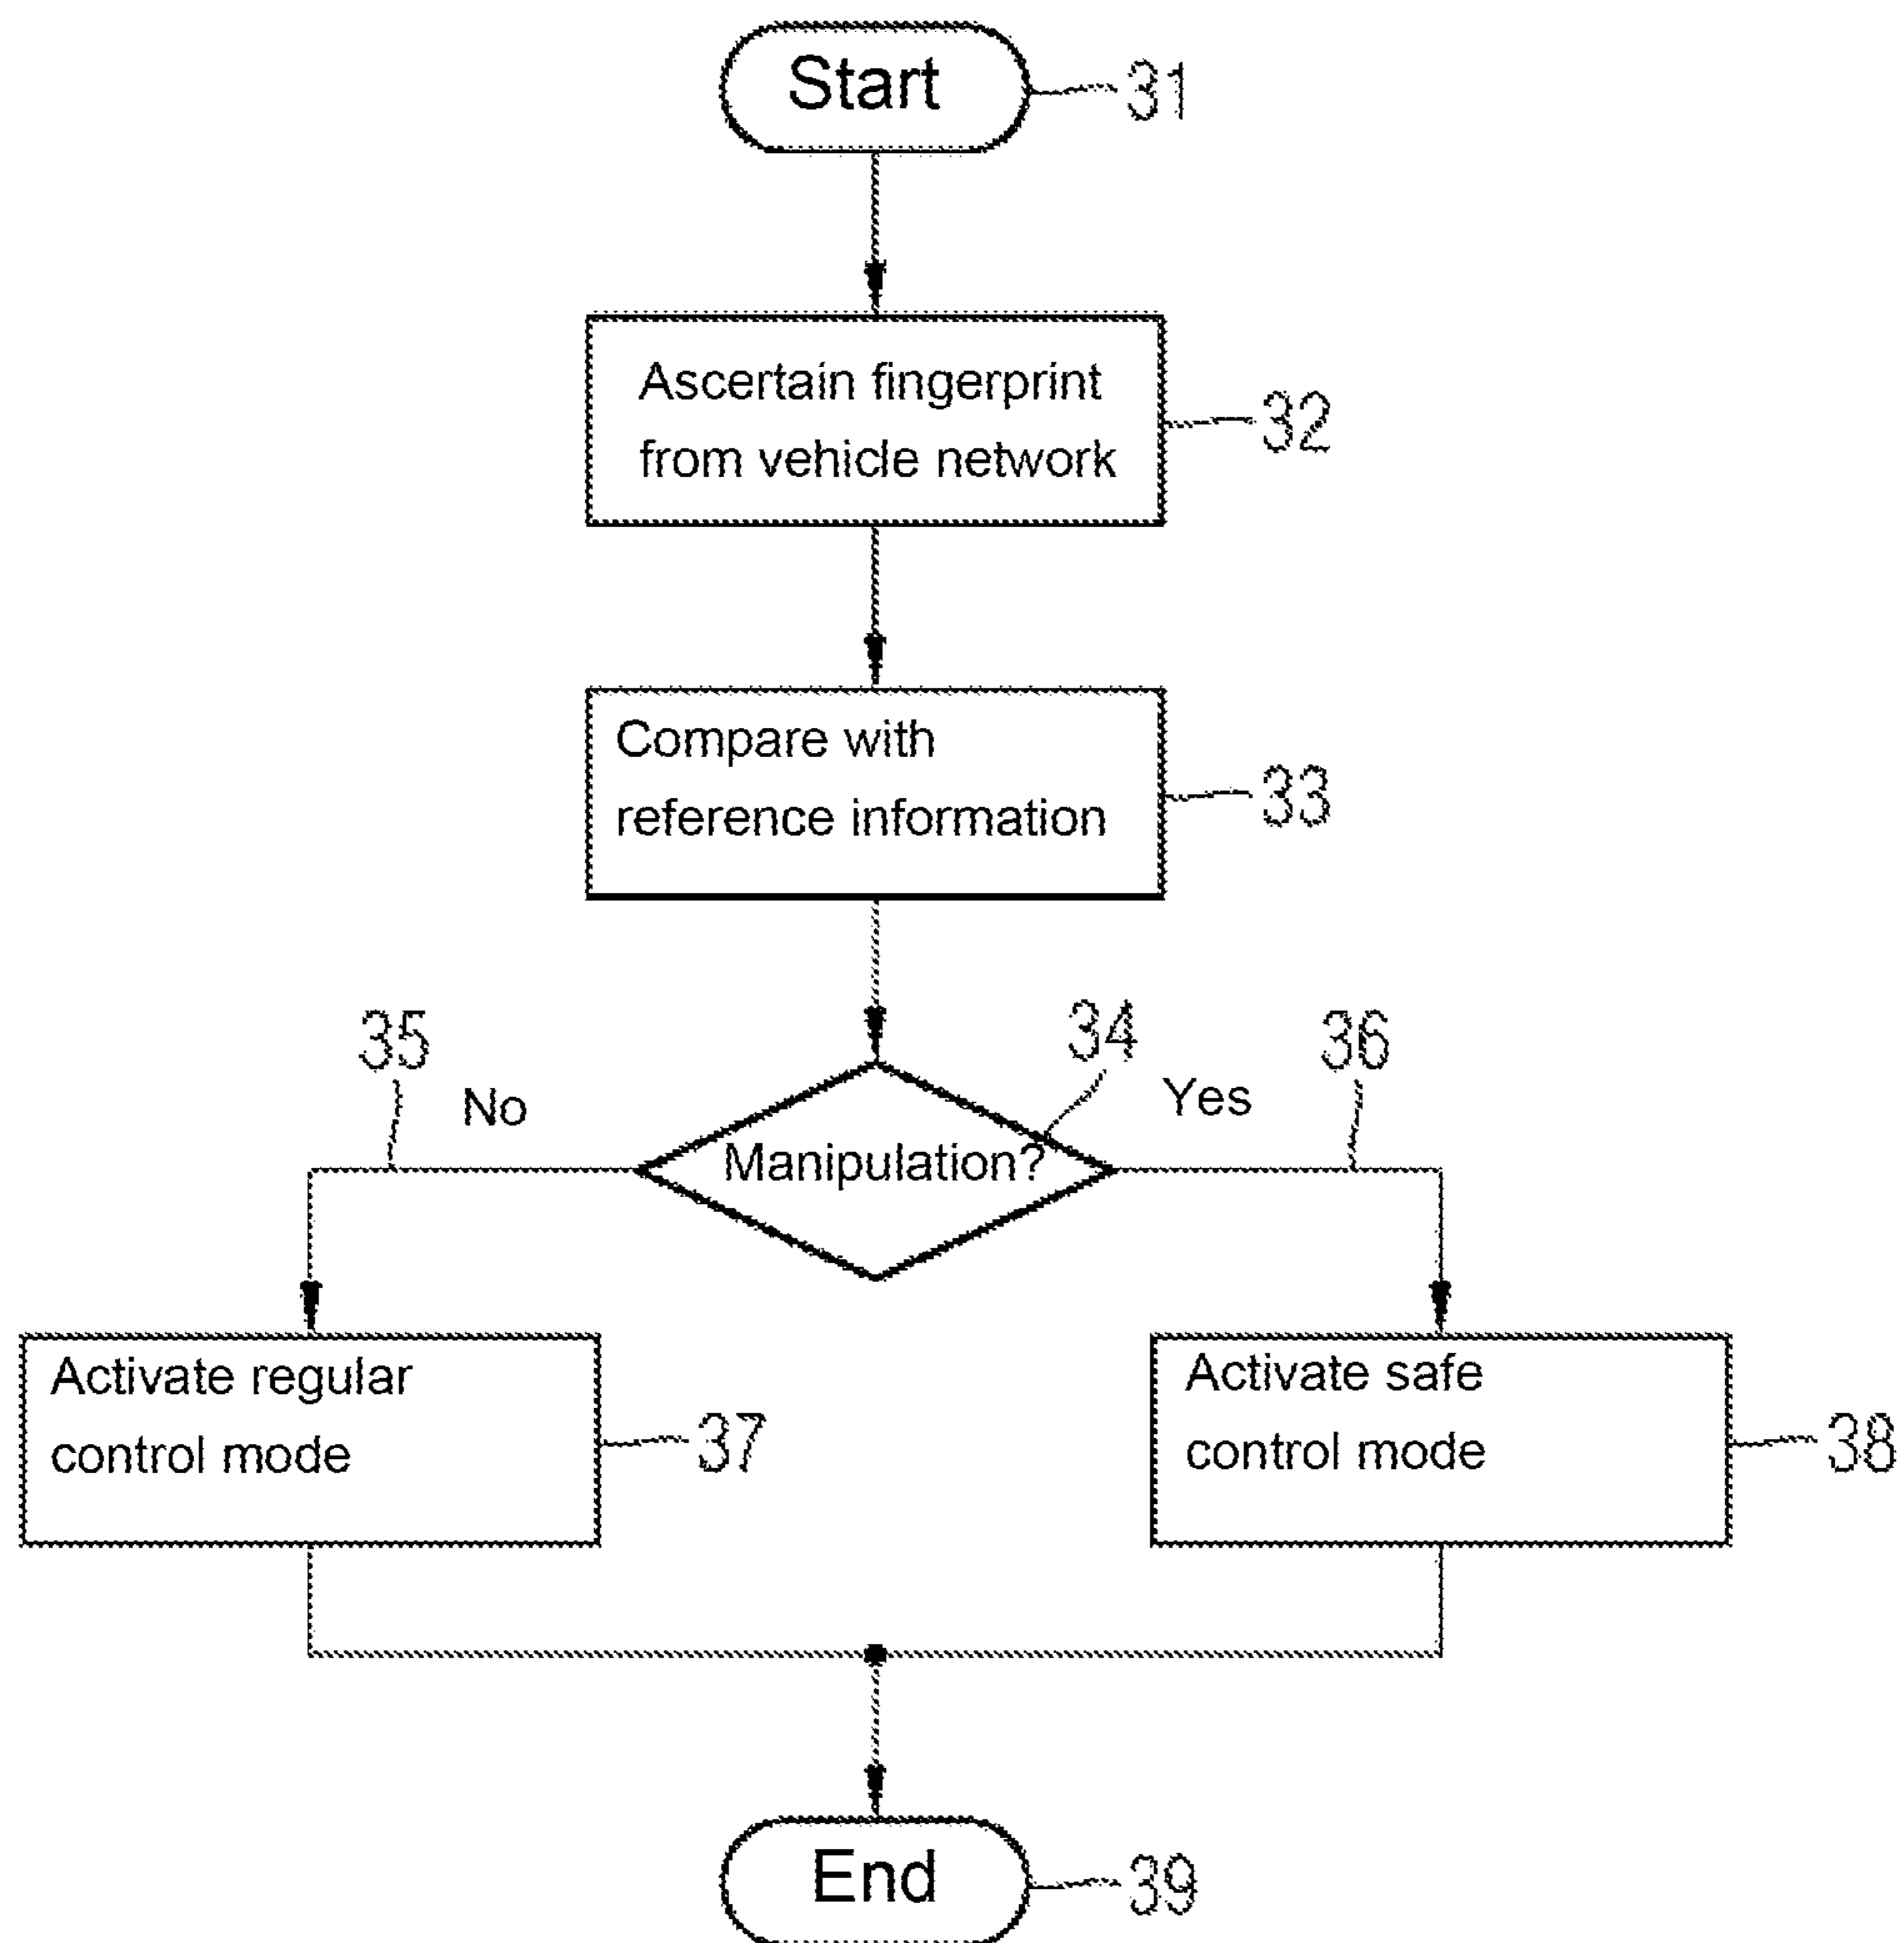 Start
31
Ascertain fingerprint
from vehicle network
32
Compare with
reference information
33
34
35
36
No
Yes
Manipulation?
Activate regular
control mode
37
Activate safe
control mode
38
End
39